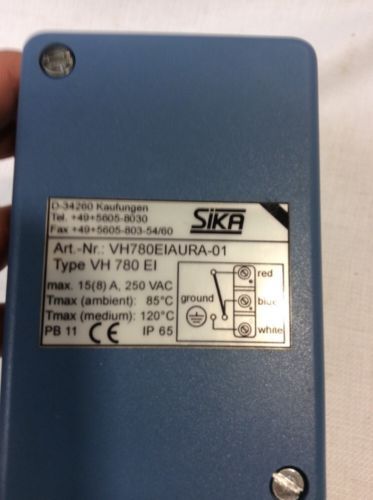 D-34260 Kaufungen
Tel. +49+5605-8030
Fax +49+5605-803-54/60
SIKA
Art.-Nr.: VH780EIAURA-01
Type VH 780 EI
max. 15(8) A, 250 VAC
Tmax (ambient): 85°C
Tmax (medium): 120°C
PB 11 CE IP 65
ground
red
blue
white